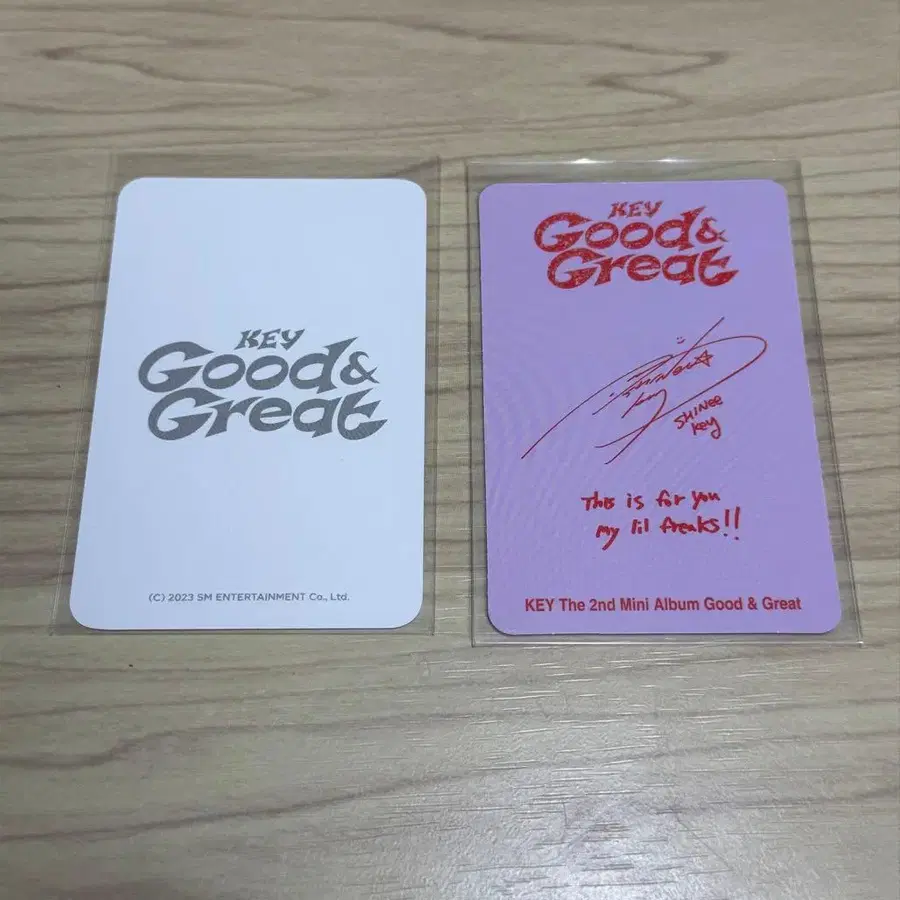 KEY
Good &
Great
(C) 2023 SM ENTERTAINMENT Co., Ltd.
KEY
Good &
Great
SHINee
Key
This is for you
my lil freaks!!
KEY The 2nd Mini Album Good & Great